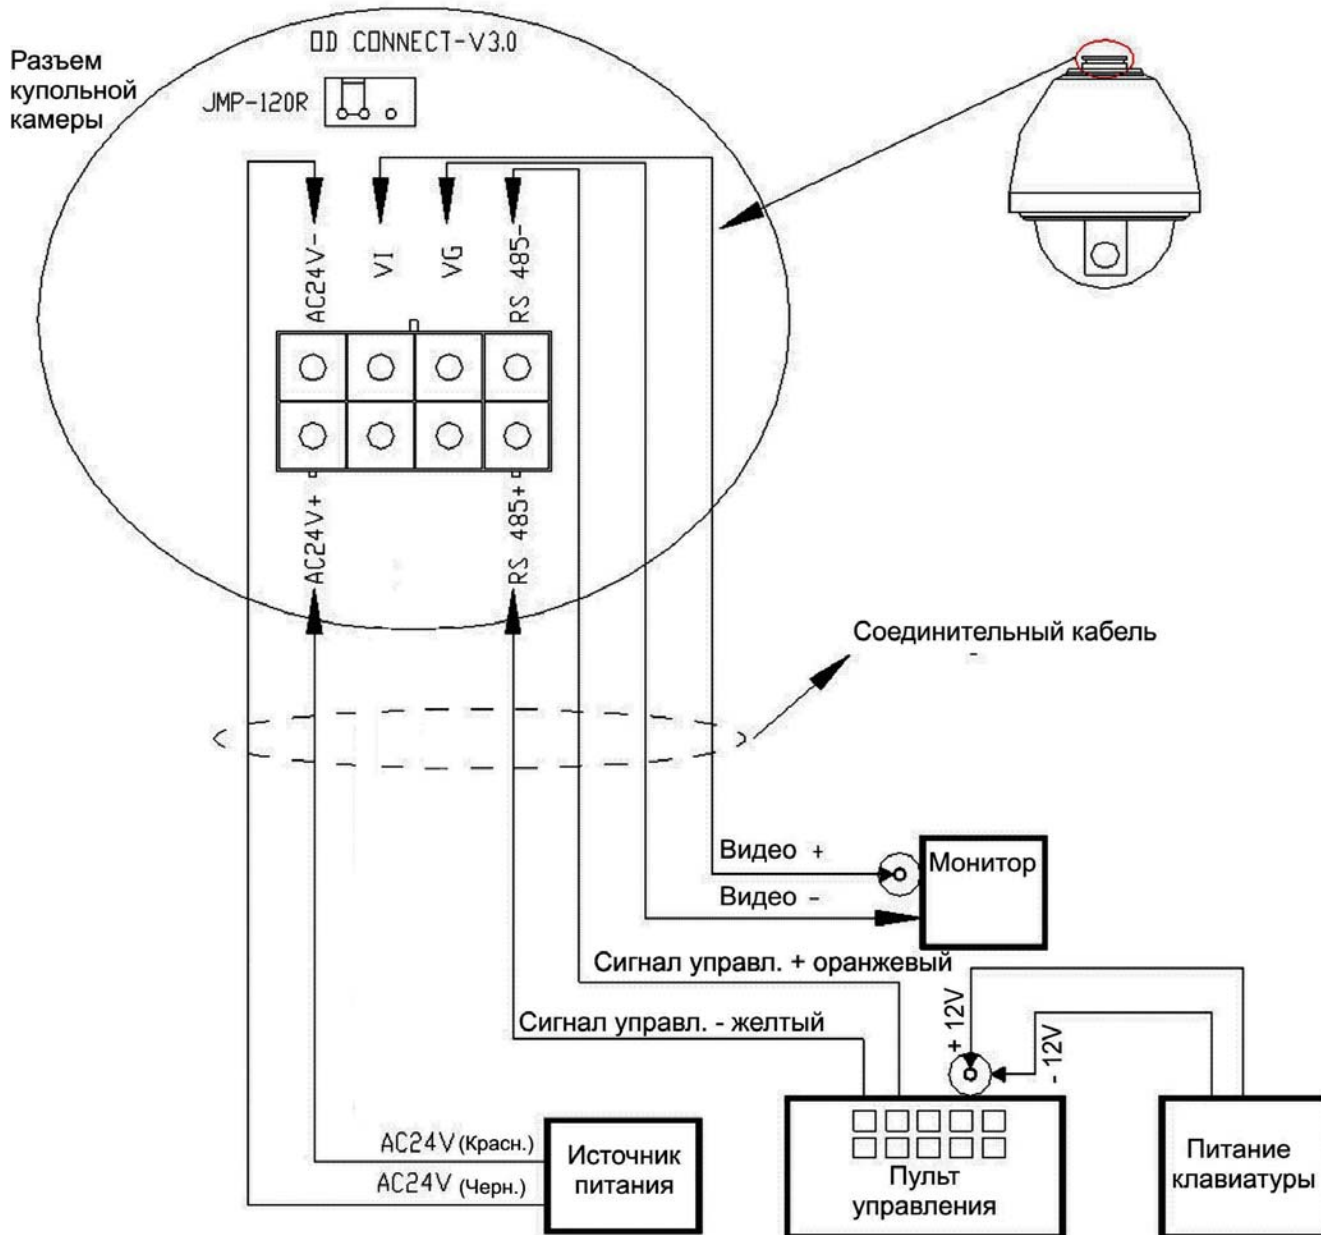 OD CONNECT-V3.0
Разъем
купольной
камеры
JMP-120R
AC24V-
VI
VG
RS 485-
AC24V+
RS 485+
Соединительный кабель
Видео +
Монитор
Видео -
Сигнал управл. + оранжевый
Сигнал управл. - желтый
+ 12V
- 12V
AC24V (Красн.)
AC24V (Черн.)
Источник
питания
Пульт
управления
Питание
клавиатуры